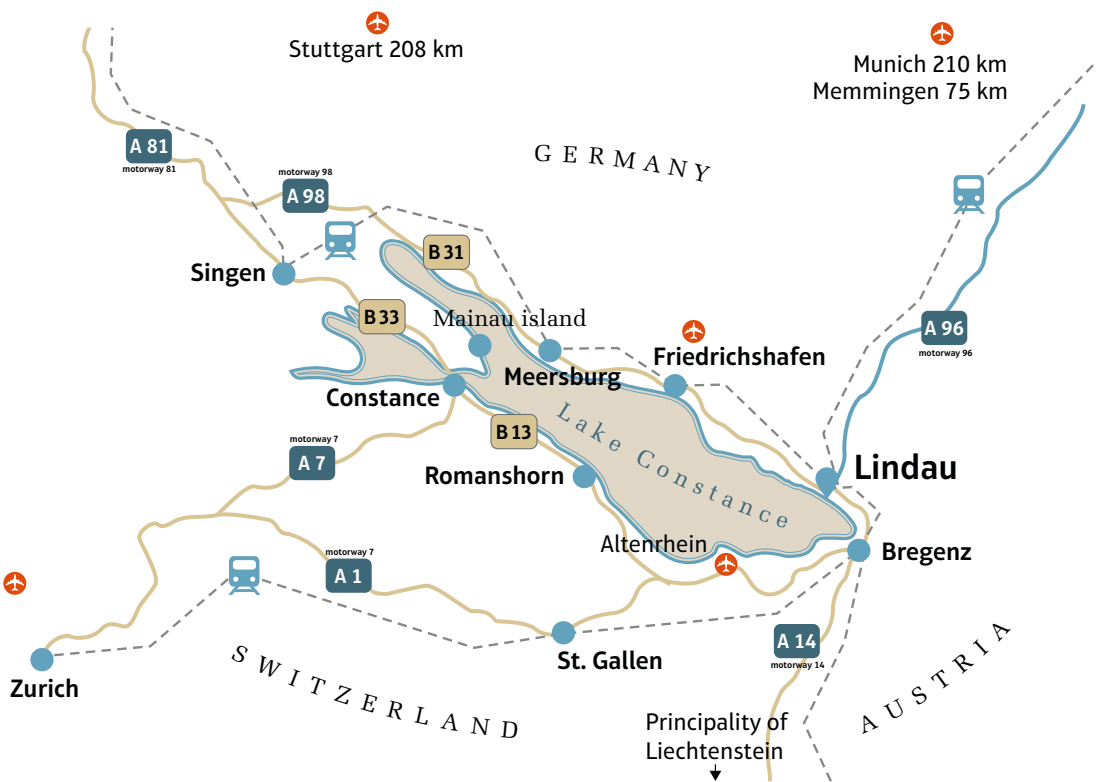 Stuttgart 208 km
Munich 210 km
Memmingen 75 km
GERMANY
A 81
motorway 81
motorway 98
A 98
B 31
Singen
B 33
Mainau island
A 96
motorway 96
Friedrichshafen
Meersburg
Constance
Lake Constance
B 13
motorway 7
A 7
Romanshorn
Lindau
Altenrhein
Bregenz
motorway 7
A 1
St. Gallen
A 14
motorway 14
Zurich
SWITZERLAND
AUSTRIA
Principality of
Liechtenstein